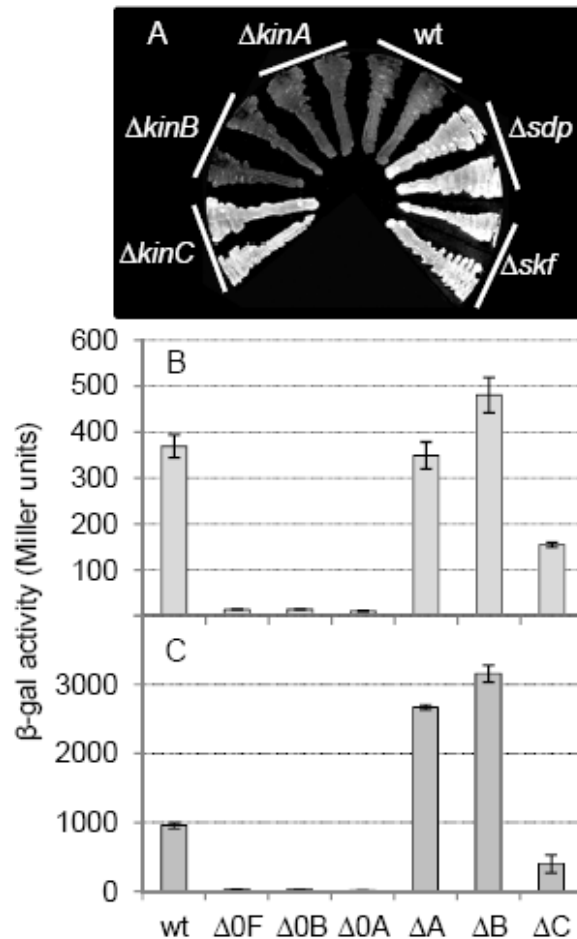 A
ΔkinA
wt
ΔkinB
Δsdp
ΔkinC
Δskf
β-gal activity (Miller units)
B
600
500
400
300
200
100
C
3000
2000
1000
0
wt Δ0F Δ0B Δ0A ΔA ΔB ΔC